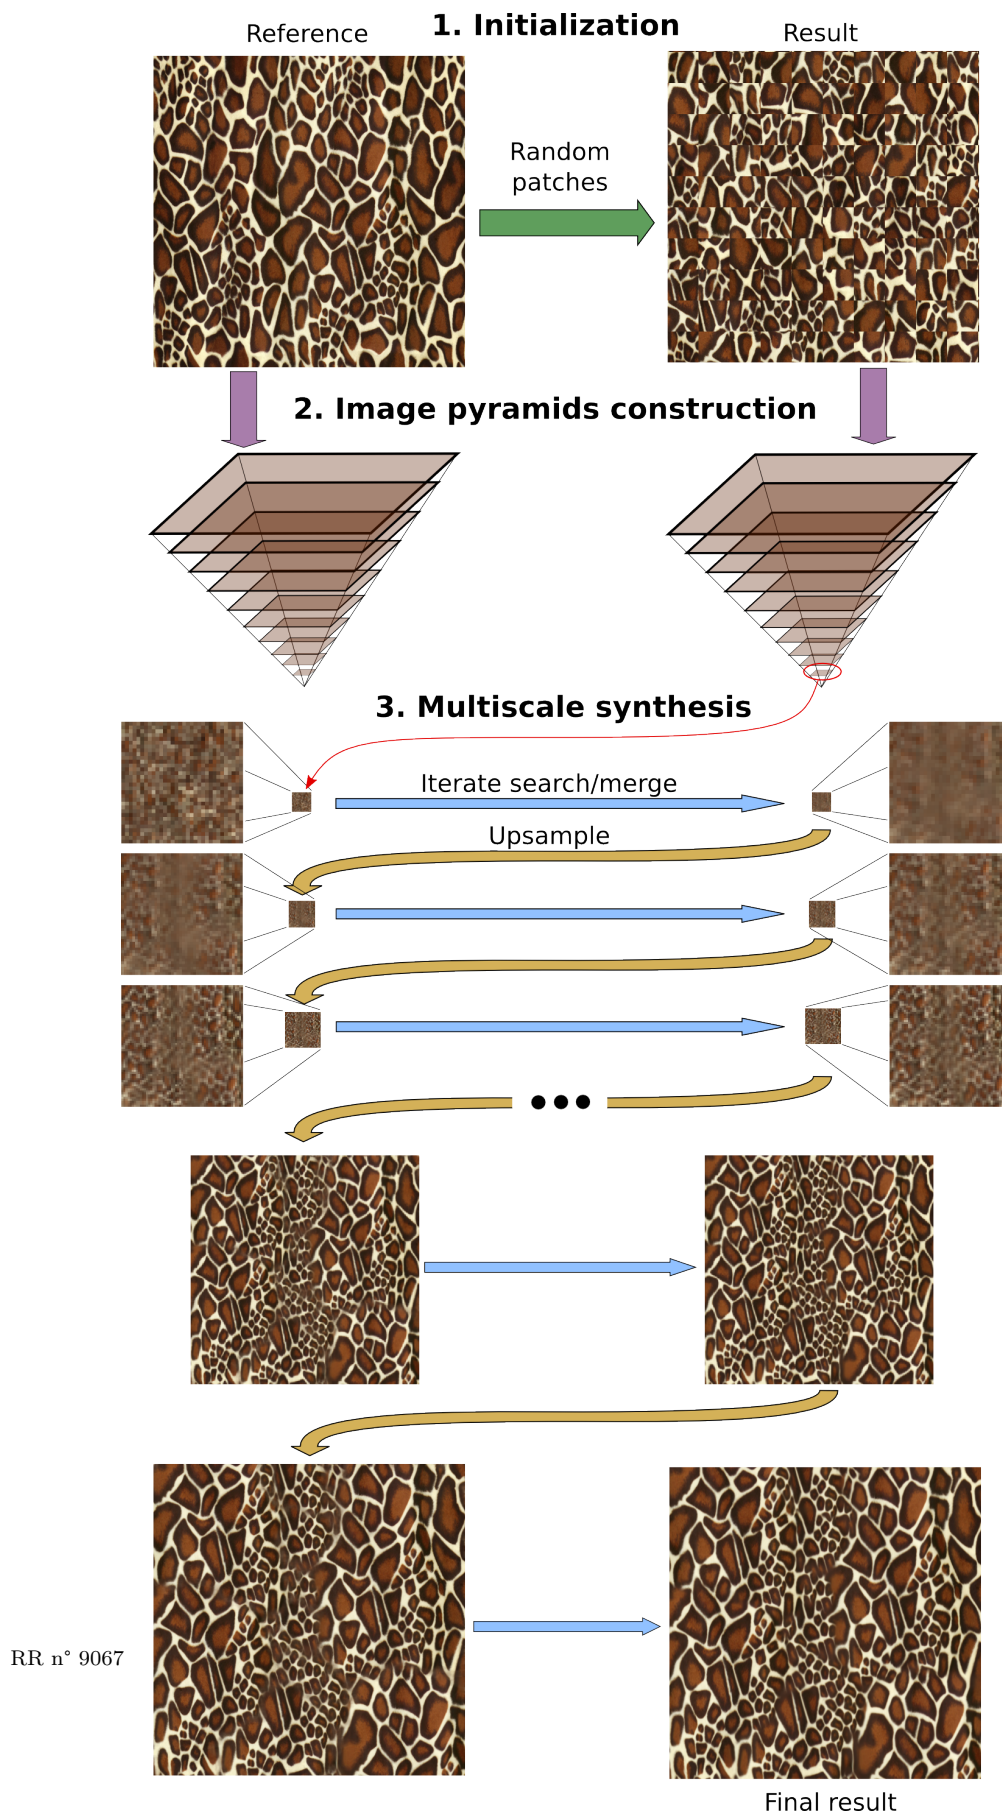 1. Initialization
Reference
Result
Random
patches
2. Image pyramids construction
3. Multiscale synthesis
Iterate search/merge
Upsample
RR n° 9067
Final result